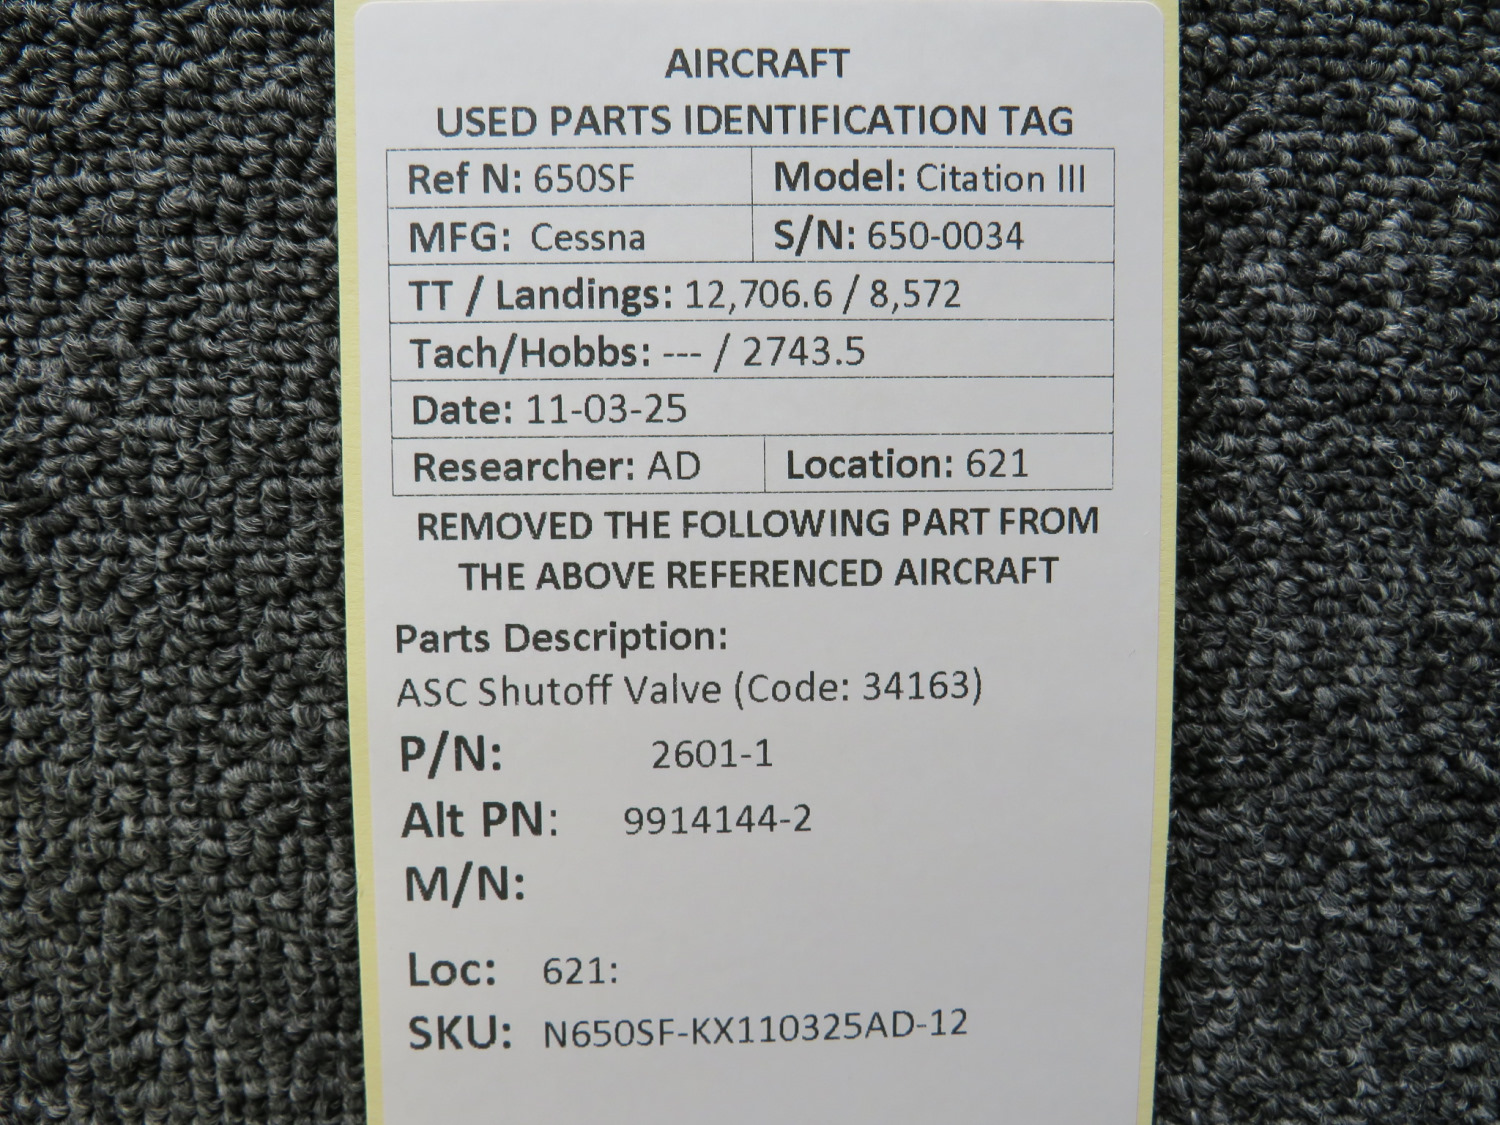 AIRCRAFT
USED PARTS IDENTIFICATION TAG
Ref N: 650SF Model: Citation III
MFG: Cessna S/N: 650-0034
TT / Landings: 12,706.6 / 8,572
Tach/Hobbs: --- / 2743.5
Date: 11-03-25
Researcher: AD Location: 621
REMOVED THE FOLLOWING PART FROM
THE ABOVE REFERENCED AIRCRAFT
Parts Description:
ASC Shutoff Valve (Code: 34163)
P/N: 2601-1
Alt PN: 9914144-2
M/N:
Loc: 621:
SKU: N650SF-KX110325AD-12